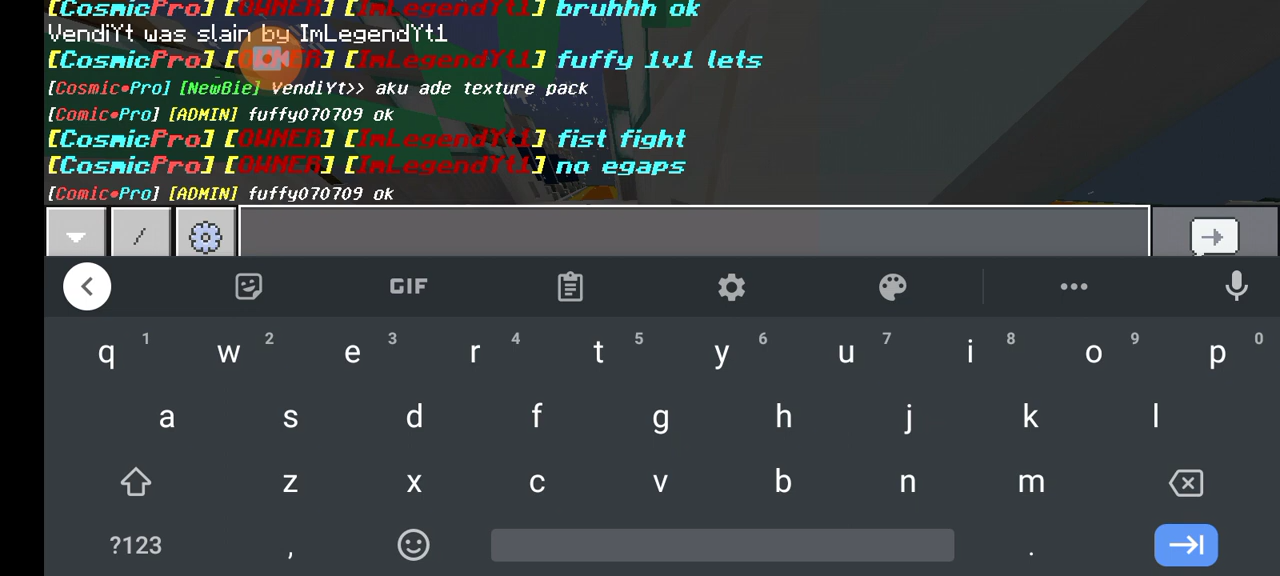 [CosmicPro] [OWNER] [ImLegendYt1] bruhhh ok
VendiYt was slain by ImLegendYt1
[CosmicPro] [OWNER] [ImLegendYt1] fuffy 1v1 lets
[Cosmic•Pro] [NewBie] VendiYt>> aku ade texture pack
[Comic•Pro] [ADMIN] fuffy070709 ok
[CosmicPro] [OWNER] [ImLegendYt1] fist fight
[CosmicPro] [OWNER] [ImLegendYt1] no egaps
[Comic•Pro] [ADMIN] fuffy070709 ok
/
GIF
q 1 w 2 e 3 r 4 t 5 y 6 u 7 i 8 o 9 p 0
a s d f g h j k l
z x c v b n m
?123 , .